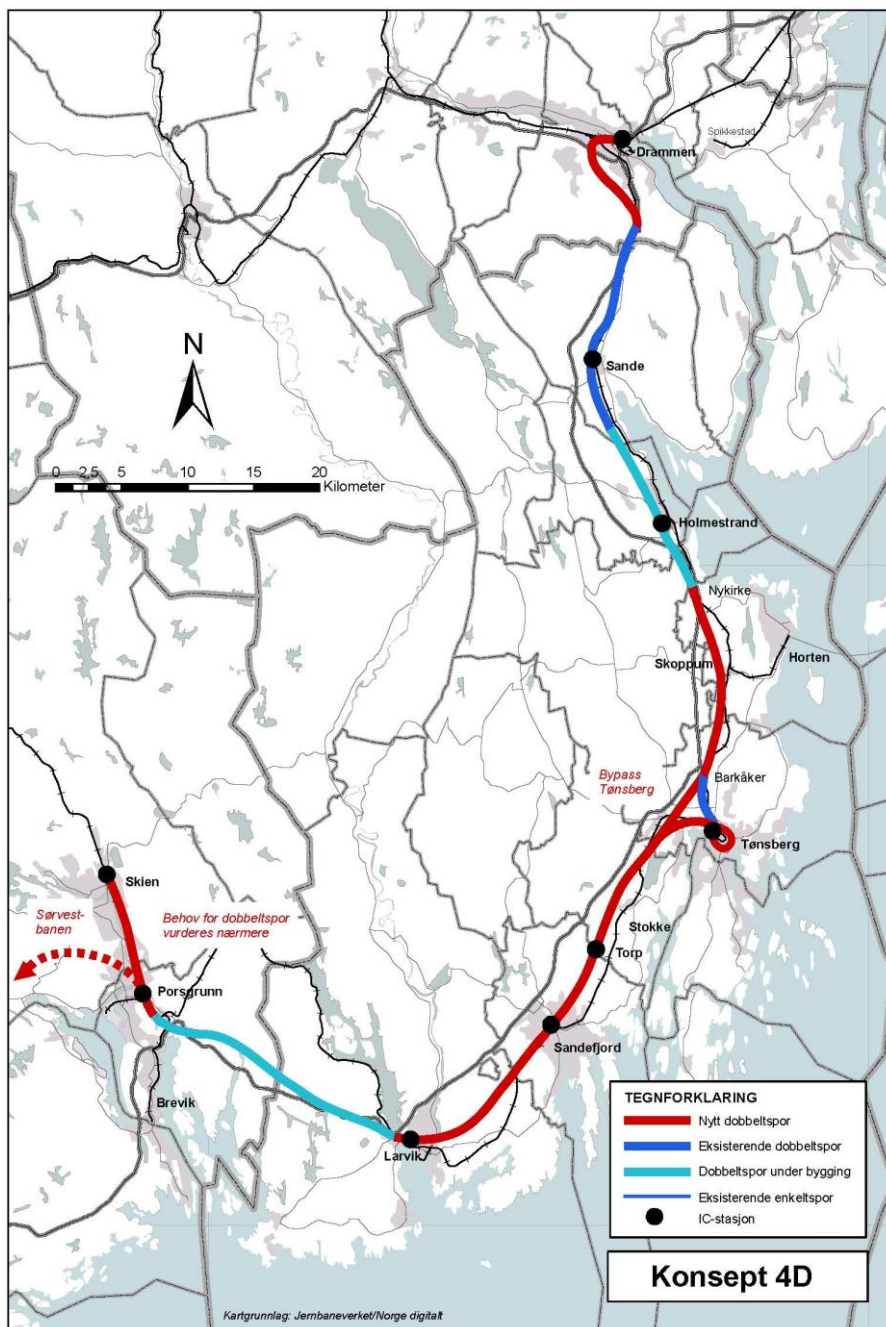 Spikkestad
Drammen
Sande
N
0 2,5 5 10 15 20
Kilometer
Holmestrand
Nykirke
Skoppum
Horten
Bypass
Tønsberg
Barkåker
Tønsberg
Skien
Sørvest-
banen
Behov for dobbeltspor
vurderes nærmere
Stokke
Torp
Porsgrunn
Sandefjord
Brevik
Larvik
TEGNFORKLARING
Nytt dobbeltspor
Eksisterende dobbeltspor
Dobbeltspor under bygging
Eksisterende enkeltspor
IC-stasjon
Konsept 4D
Kartgrunnlag: Jernbaneverket/Norge digitalt